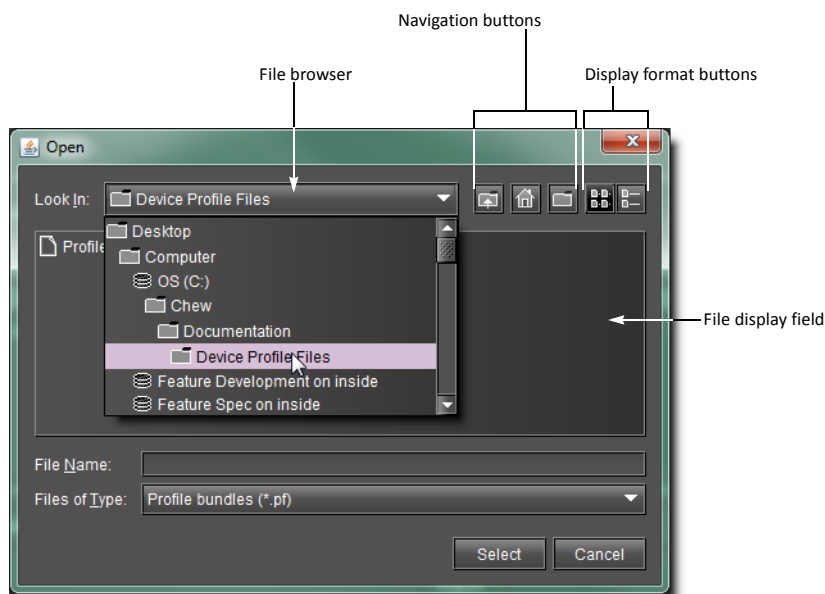 Navigation buttons
File browser
Display format buttons
Open
Look In:
Device Profile Files
Desktop
Profile
Computer
OS (C:)
Chew
Documentation
File display field
Device Profile Files
Feature Development on inside
Feature Spec on inside
File Name:
Files of Type:
Profile bundles (*.pf)
Select
Cancel